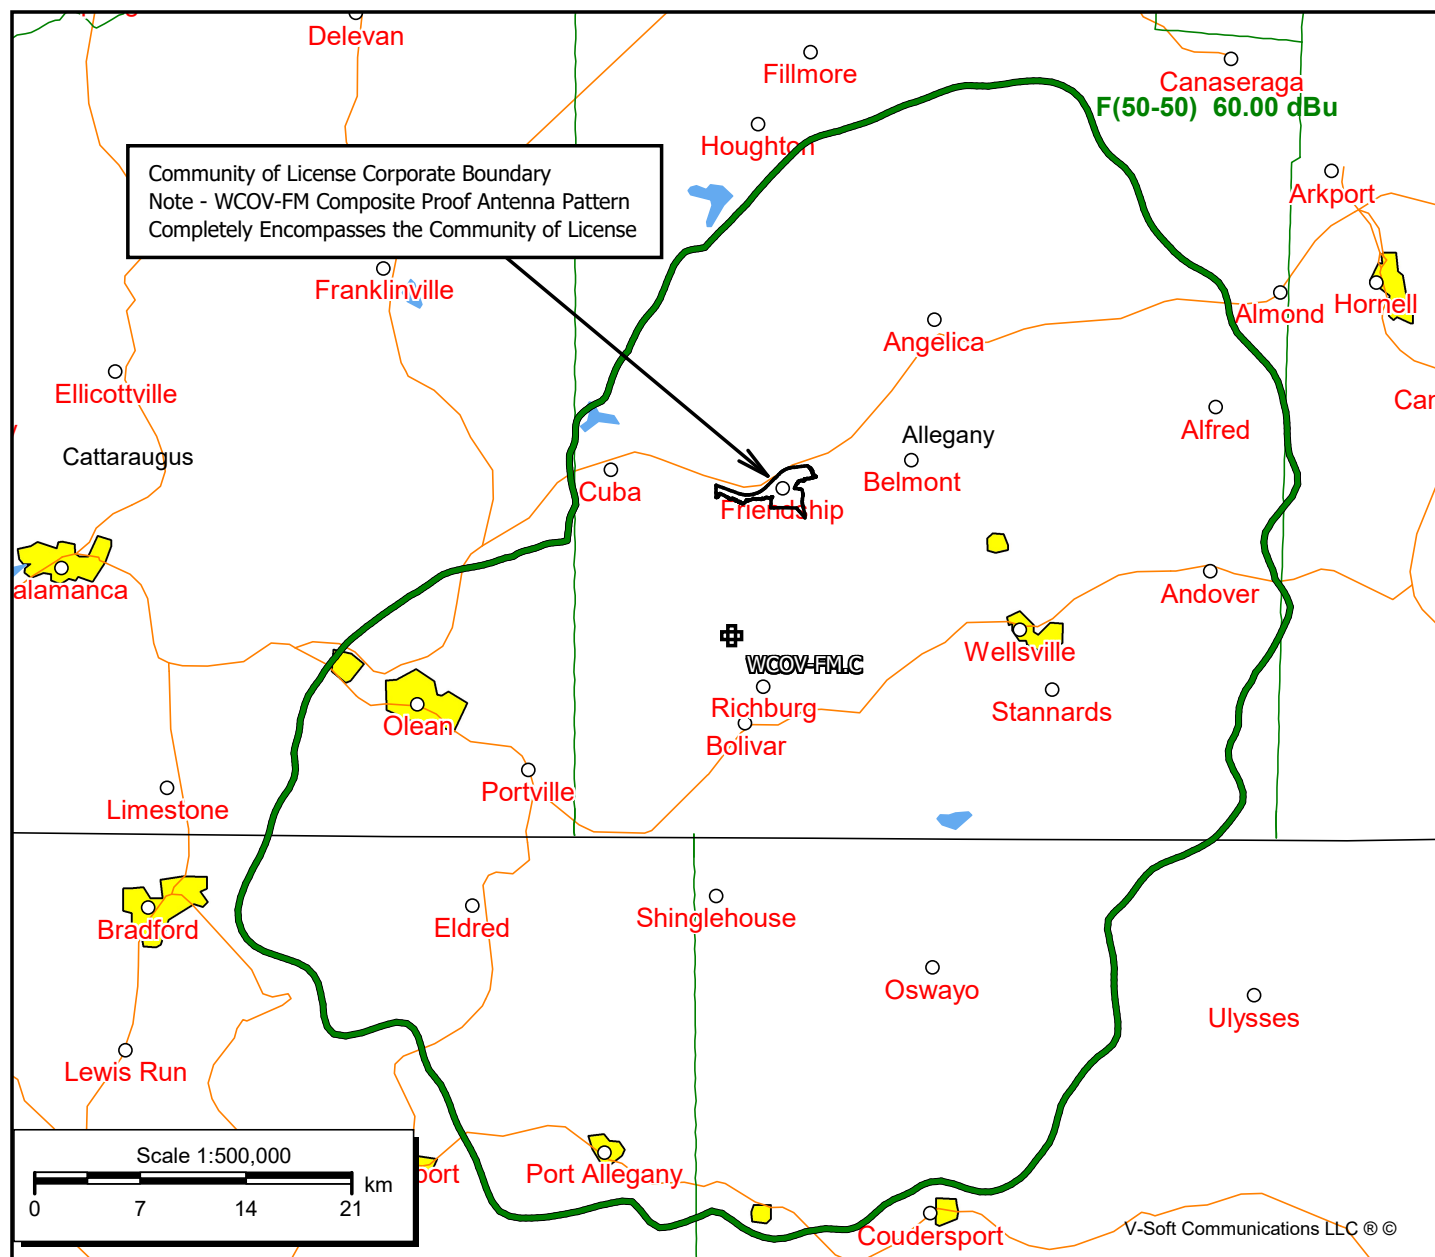 Delevan
Fillmore
Canaseraga
F(50-50) 60.00 dBu
Houghton
Community of License Corporate Boundary
Note - WCOV-FM Composite Proof Antenna Pattern
Completely Encompasses the Community of License
Arkport
Franklinville
Almond
Hornell
Angelica
Ellicottville
Car
Alfred
Allegany
Cattaraugus
Belmont
Cuba
Friendship
alamanca
Andover
Wellsville
WCOV-FM.C
Richburg
Stannards
Olean
Bolivar
Portville
Limestone
Shinglehouse
Eldred
Bradford
Oswayo
Ulysses
Lewis Run
Scale 1:500,000
km
0 7 14 21
port
Port Allegany
Coudersport
V-Soft Communications LLC ® ©